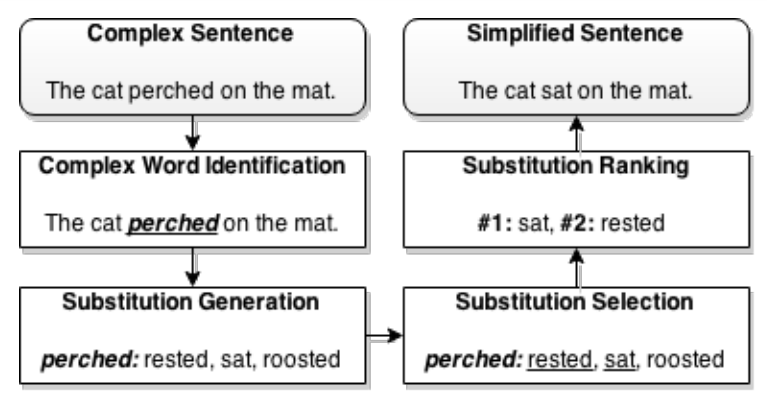 Complex Sentence
The cat perched on the mat.
Complex Word Identification
The cat perched on the mat.
Substitution Generation
perched: rested, sat, roosted
Substitution Selection
perched: rested, sat, roosted
Substitution Ranking
#1: sat, #2: rested
Simplified Sentence
The cat sat on the mat.